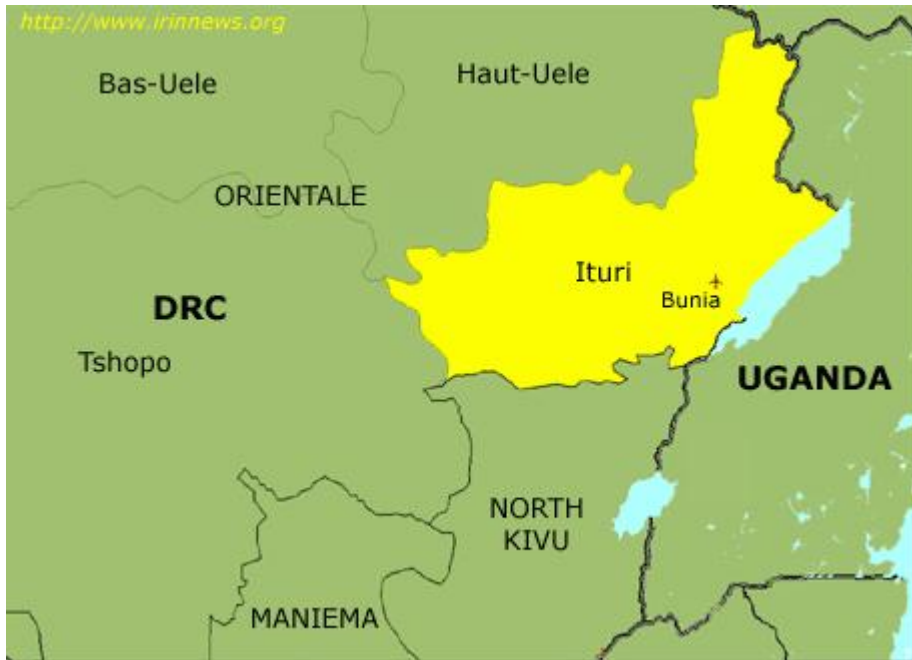 http://www.irinnews.org
Bas-Uele
Haut-Uele
ORIENTALE
Ituri
Bunia
DRC
Tshopo
UGANDA
NORTH
KIVU
MANIEMA